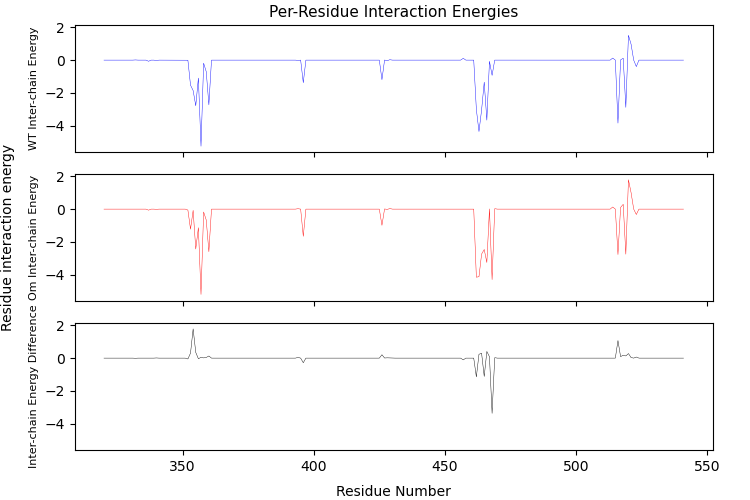 Per-Residue Interaction Energies
Residue interaction energy
WT Inter-chain Energy
2
0
−2
−4
Om Inter-chain Energy
2
0
−2
−4
Inter-chain Energy Difference
2
0
−2
−4
350
400
450
500
550
Residue Number